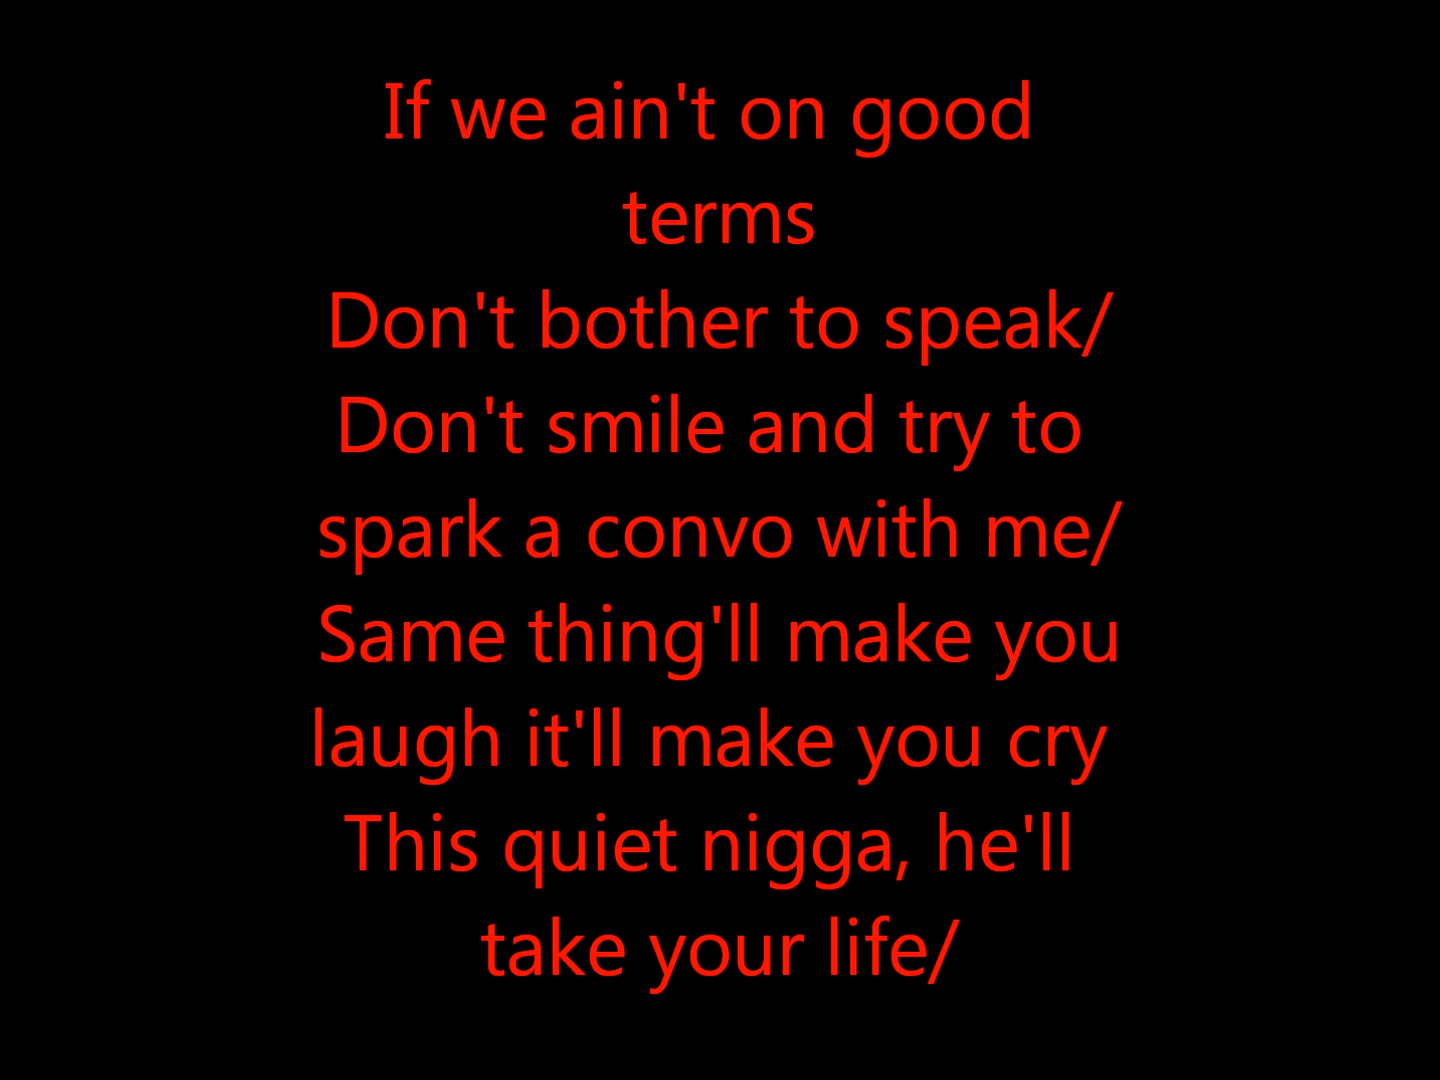 If we ain't on good
terms
Don't bother to speak/
Don't smile and try to
spark a convo with me/
Same thing'll make you
laugh it'll make you cry
This quiet nigga, he'll
take your life/